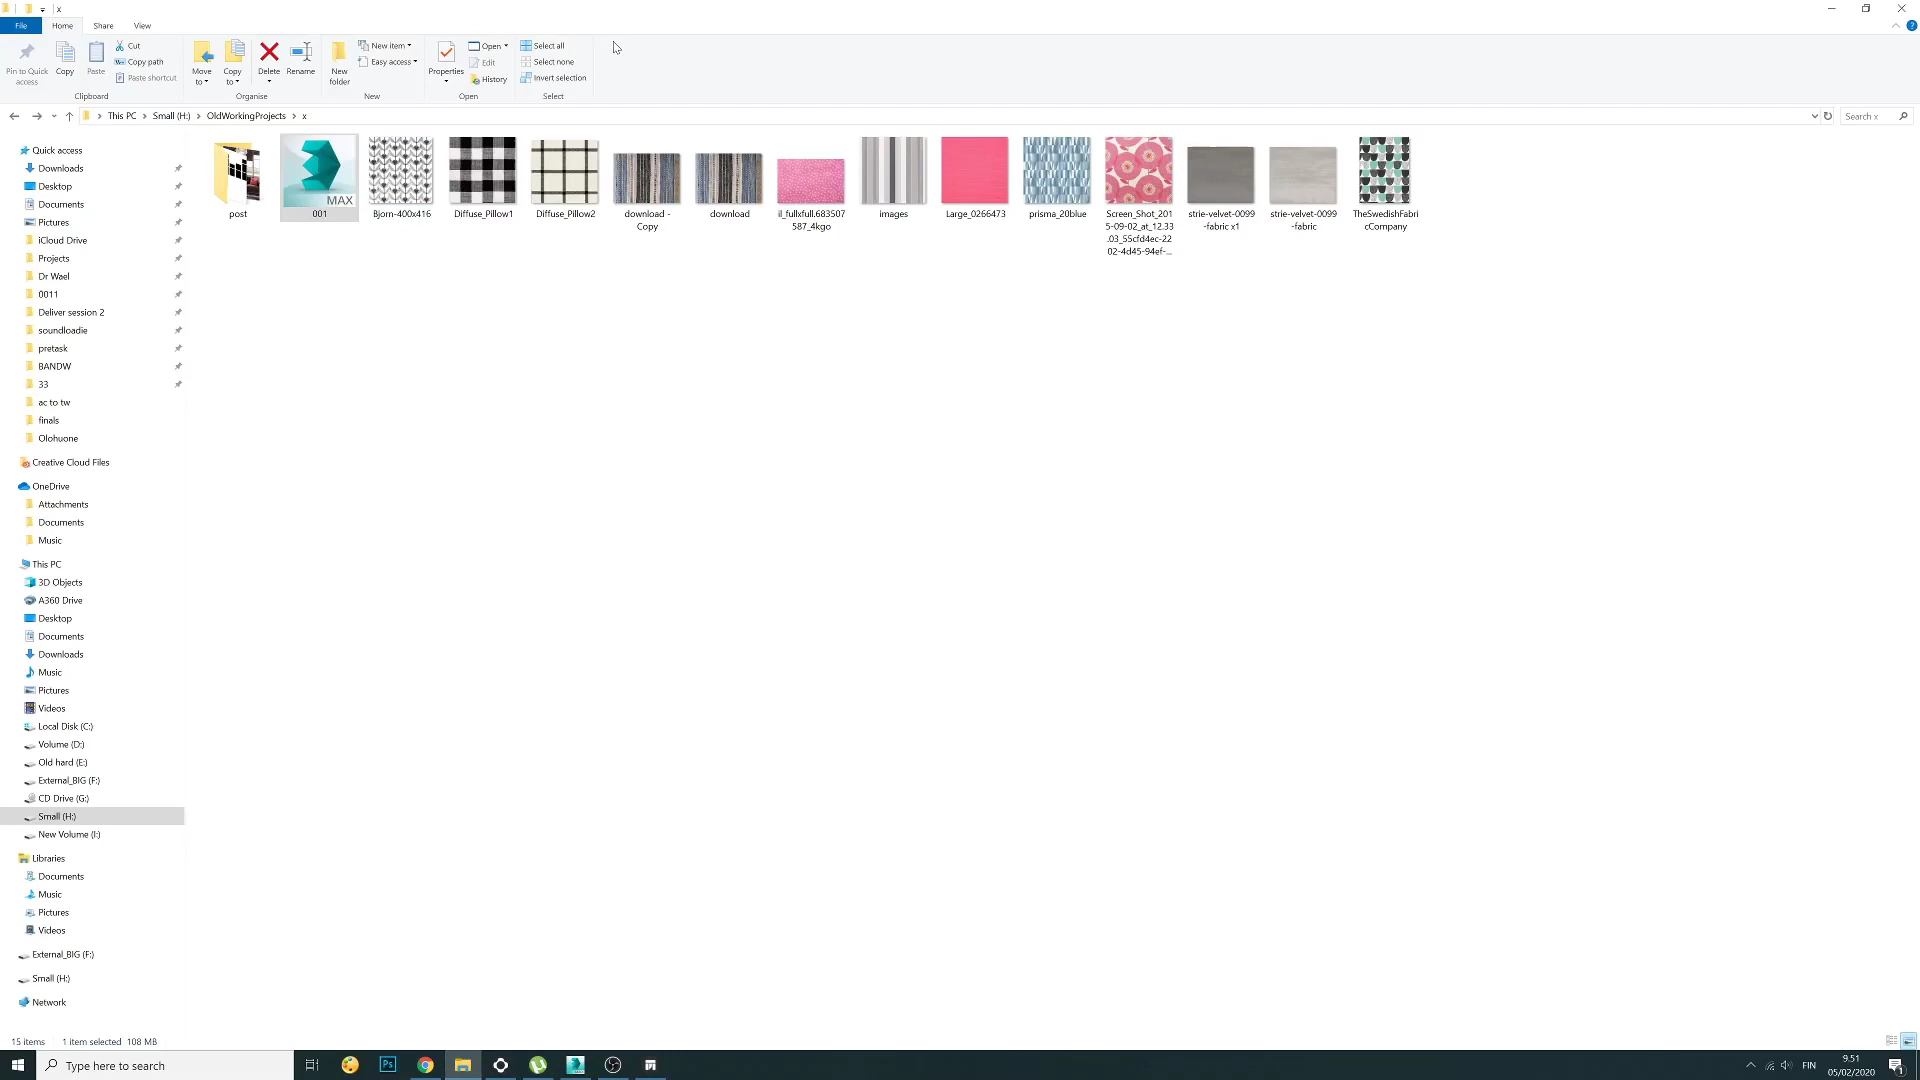 x
File Home Share View
Pin to Quick access
Copy
Paste
Cut
Copy path
Paste shortcut
Clipboard
Move to
Copy to
Delete
Rename
Organise
New folder
New item
Easy access
New
Properties
Open
Edit
History
Open
Select all
Select none
Invert selection
Select
This PC Small (H:) OldWorkingProjects x
Search x
Quick access
Downloads
Desktop
Documents
Pictures
iCloud Drive
Projects
Dr Wael
0011
Deliver session 2
soundloadie
pretask
BANDW
33
ac to tw
finals
Olohuone
Creative Cloud Files
OneDrive
Attachments
Documents
Music
This PC
3D Objects
A360 Drive
Desktop
Documents
Downloads
Music
Pictures
Videos
Local Disk (C:)
Volume (D:)
Old hard (E:)
External_BIG (F:)
CD Drive (G:)
Small (H:)
New Volume (I:)
Libraries
Documents
Music
Pictures
Videos
External_BIG (F:)
Small (H:)
Network
post
MAX
001
Bjorn-400x416
Diffuse_Pillow1
Diffuse_Pillow2
download -
Copy
download
il_fullxfull.683507
587_4kgo
images
Large_0266473
prisma_20blue
Screen_Shot_201
5-09-02_at_12.33
.03_55cfd4ec-22
02-4d45-94ef-...
strie-velvet-0099
-fabric x1
strie-velvet-0099
-fabric
TheSwedishFabri
cCompany
15 items 1 item selected 108 MB
Type here to search
Ps
FIN
9.51
05/02/2020
1